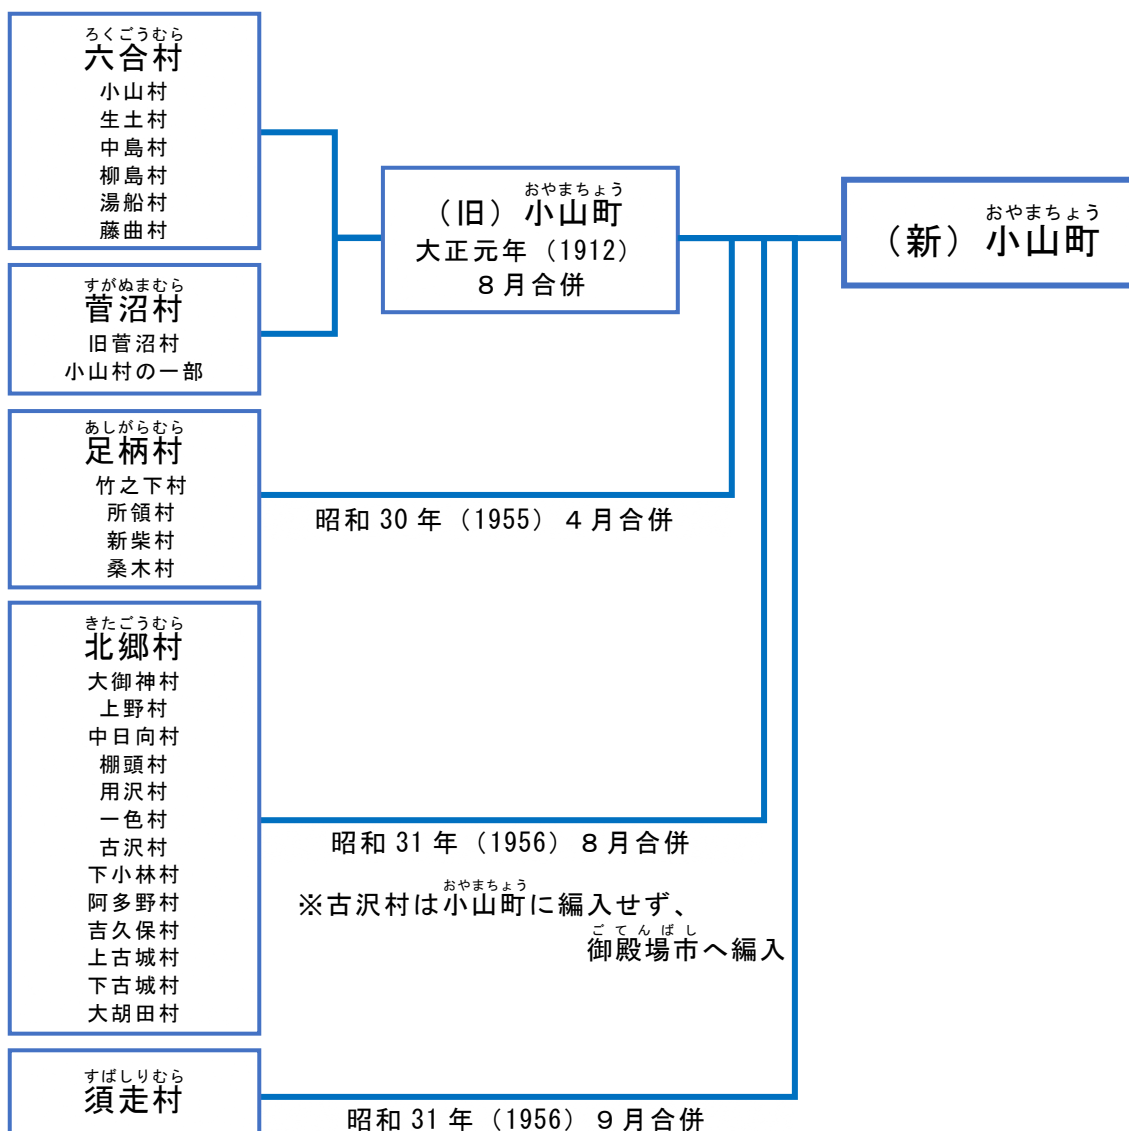 ろくごうむら
六合村
小山村
生土村
中島村
柳島村
湯船村
藤曲村
すがぬまむら
菅沼村
旧菅沼村
小山村の一部
おやまちょう
（旧）小山町
大正元年（1912）
８月合併
おやまちょう
（新）小山町
あしがらむら
足柄村
竹之下村
所領村
新柴村
桑木村
昭和 30 年（1955）４月合併
きたごうむら
北郷村
大御神村
上野村
中日向村
棚頭村
用沢村
一色村
古沢村
下小林村
阿多野村
吉久保村
上古城村
下古城村
大胡田村
昭和 31 年（1956）８月合併
おやまちょう
※古沢村は小山町に編入せず、
ごてんばし
御殿場市へ編入
すばしりむら
須走村
昭和 31 年（1956）９月合併